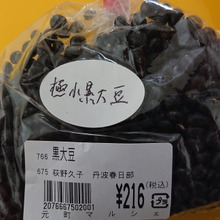 極小黒大豆
766 黒大豆
675 荻野久子 丹波春日部
¥216(税込)
2076667502001
元町マルシェ